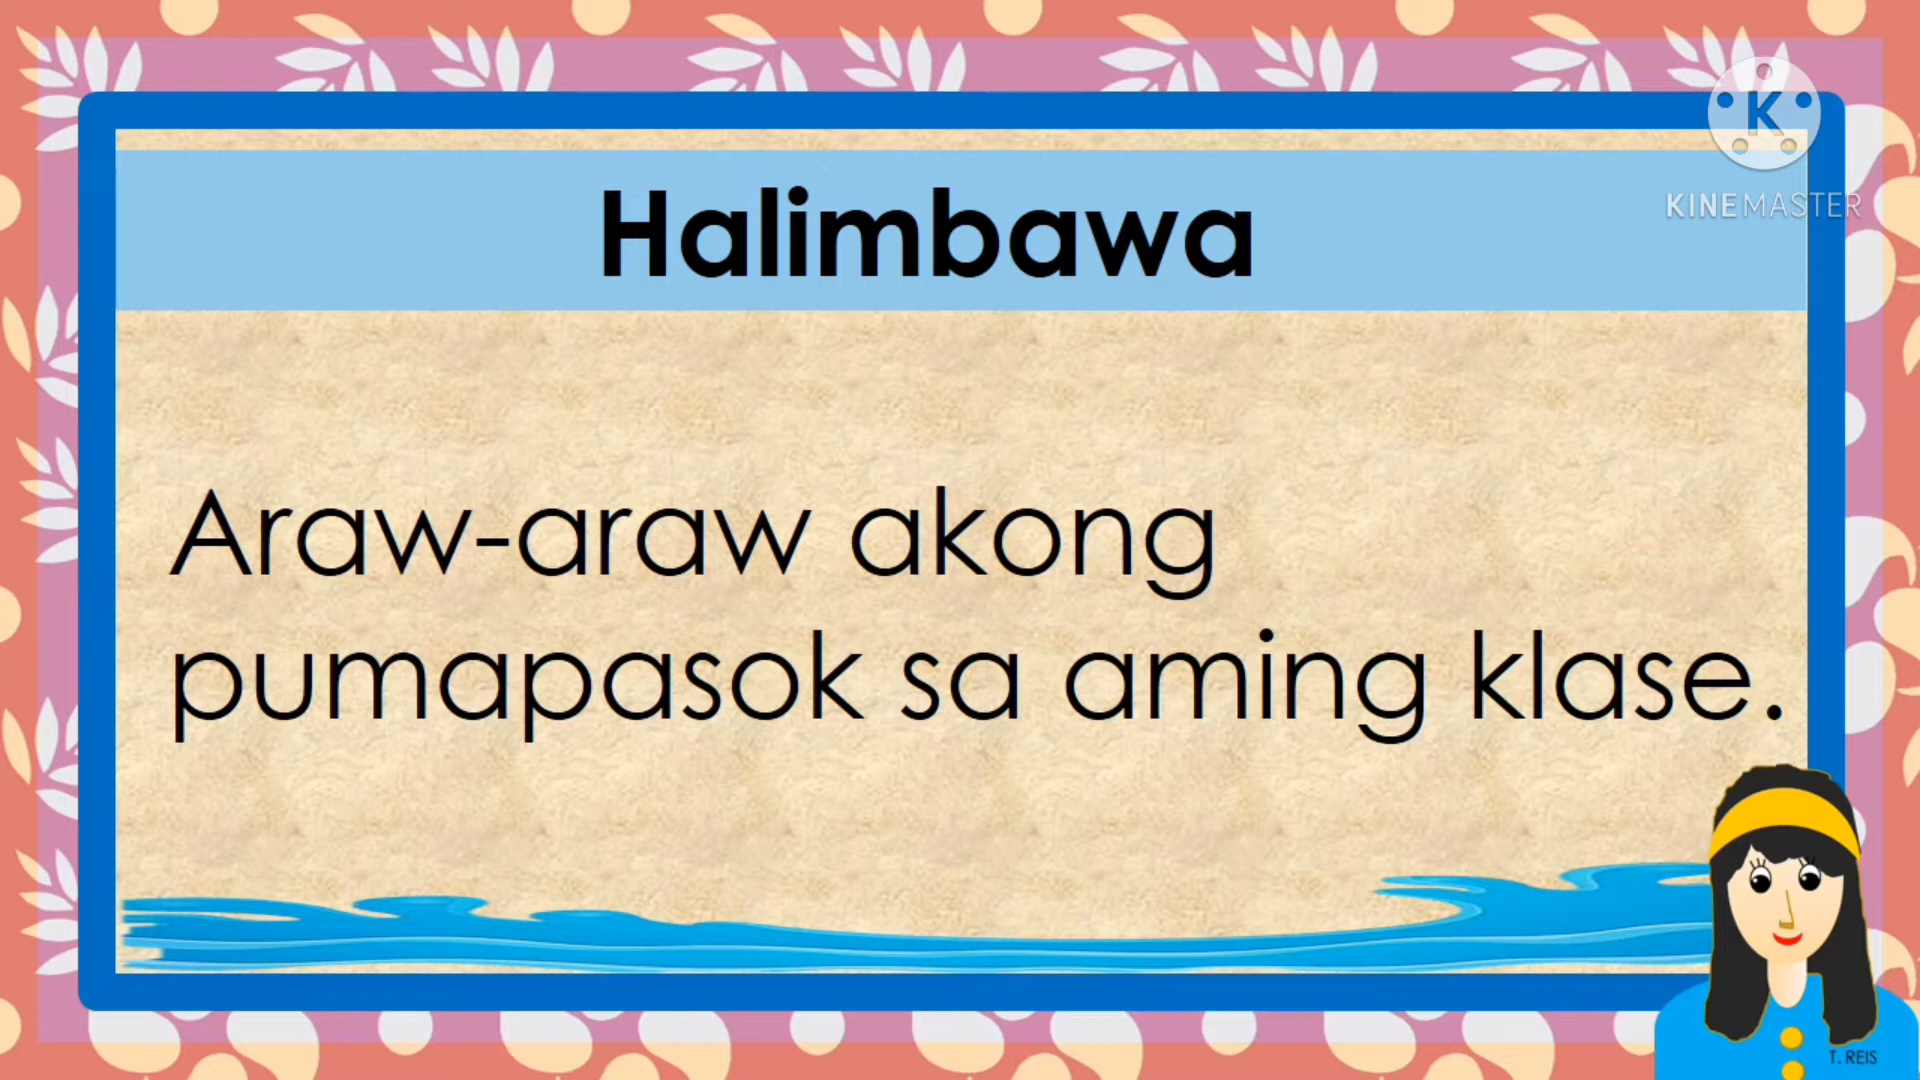 K
KINEMASTER
Halimbawa
Araw-araw akong
pumapasok sa aming klase.
T. REIS